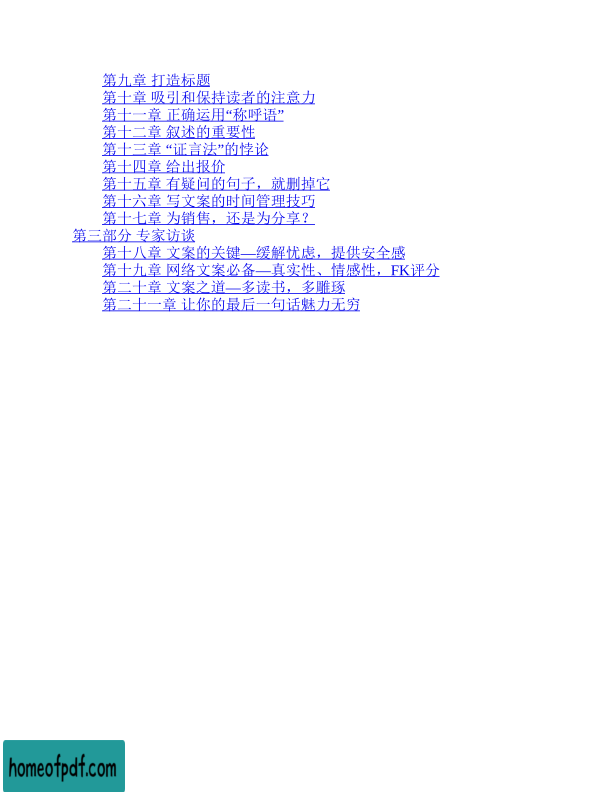 第九章 打造标题
第十章 吸引和保持读者的注意力
第十一章 正确运用“称呼语”
第十二章 叙述的重要性
第十三章 “证言法”的悖论
第十四章 给出报价
第十五章 有疑问的句子，就删掉它
第十六章 写文案的时间管理技巧
第十七章 为销售，还是为分享？
第三部分 专家访谈
第十八章 文案的关键—缓解忧虑，提供安全感
第十九章 网络文案必备—真实性、情感性，FK评分
第二十章 文案之道—多读书，多雕琢
第二十一章 让你的最后一句话魅力无穷
homeofpdf.com